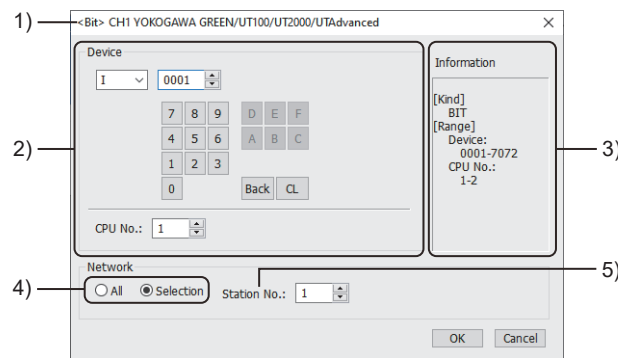 1)
<Bit> CH1 YOKOGAWA GREEN/UT100/UT2000/UTAdvanced
Device
I 0001
7 8 9 D E F
4 5 6 A B C
1 2 3
0 Back CL
CPU No.: 1
2)
Information
[Kind]
BIT
[Range]
Device:
0001-7072
CPU No.:
1-2
3)
Network
4)
All Selection Station No.: 1
5)
OK Cancel